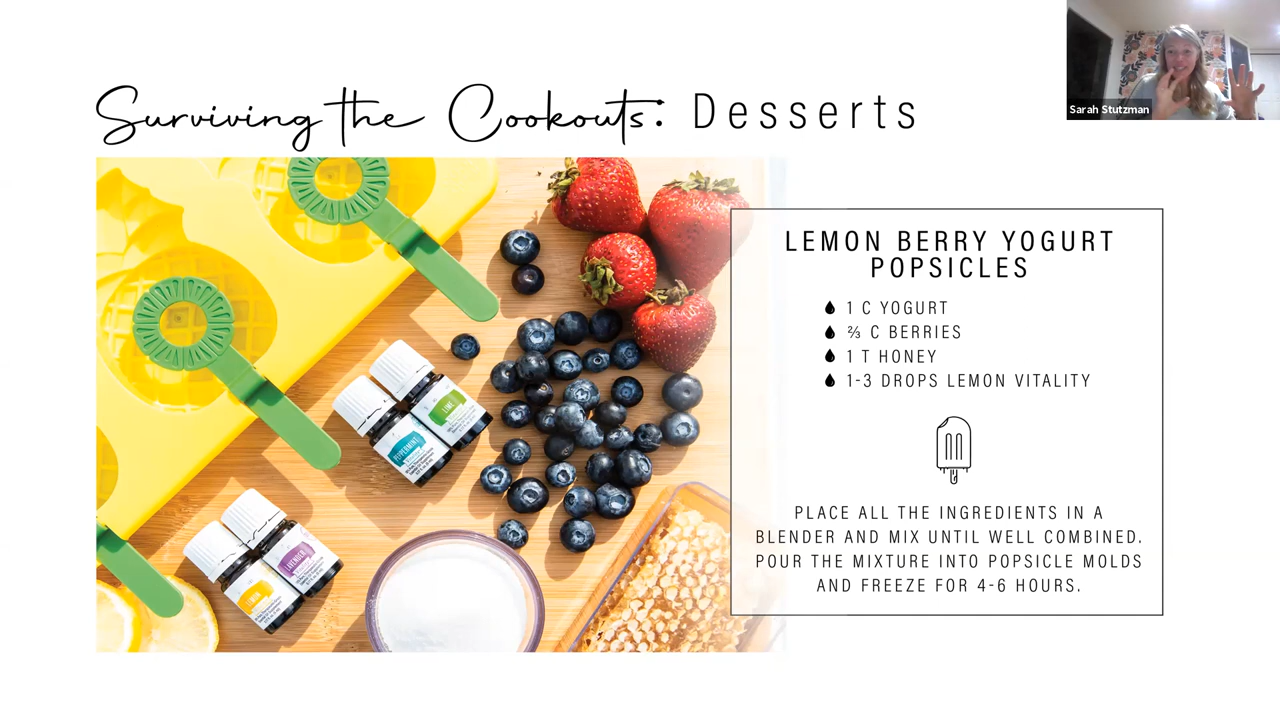 Sarah Stutzman
Surviving the Cookouts: Desserts
LEMON BERRY YOGURT
POPSICLES
1 C YOGURT
⅔ C BERRIES
1 T HONEY
1-3 DROPS LEMON VITALITY
PLACE ALL THE INGREDIENTS IN A
BLENDER AND MIX UNTIL WELL COMBINED.
POUR THE MIXTURE INTO POPSICLE MOLDS
AND FREEZE FOR 4-6 HOURS.
LIME
PEPPERMINT
LAVENDER
LEMON